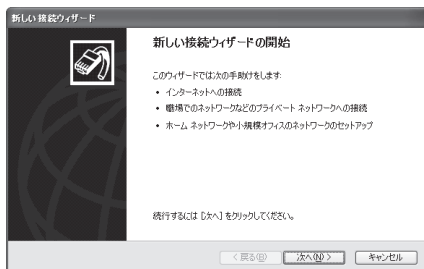 新しい接続ウィザード
新しい接続ウィザードの開始
このウィザードでは次の手助けをします:
• インターネットへの接続
• 職場でのネットワークなどのプライベート ネットワークへの接続
• ホーム ネットワークや小規模オフィスのネットワークのセットアップ
続行するには [次へ] をクリックしてください。
< 戻る(B) 次へ(N) > キャンセル